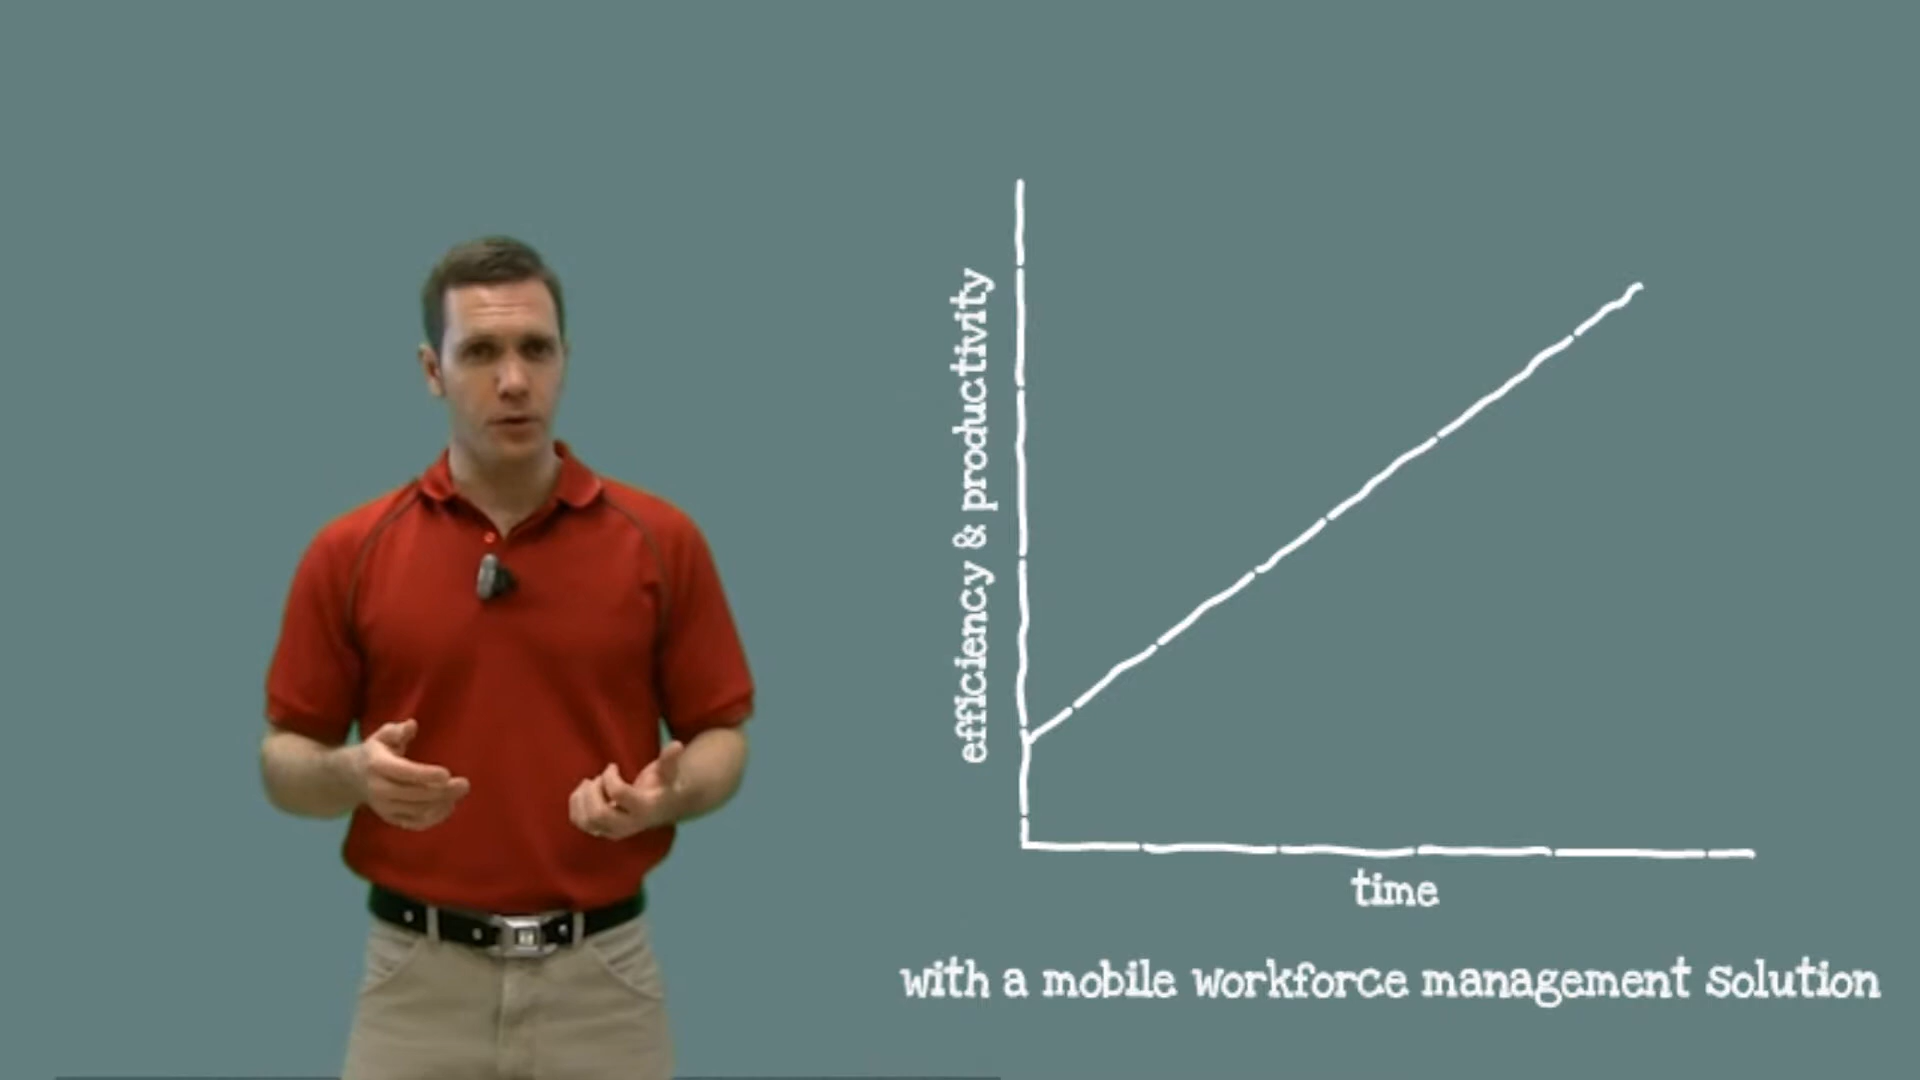 efficiency & productivity
time
with a mobile workforce management solution